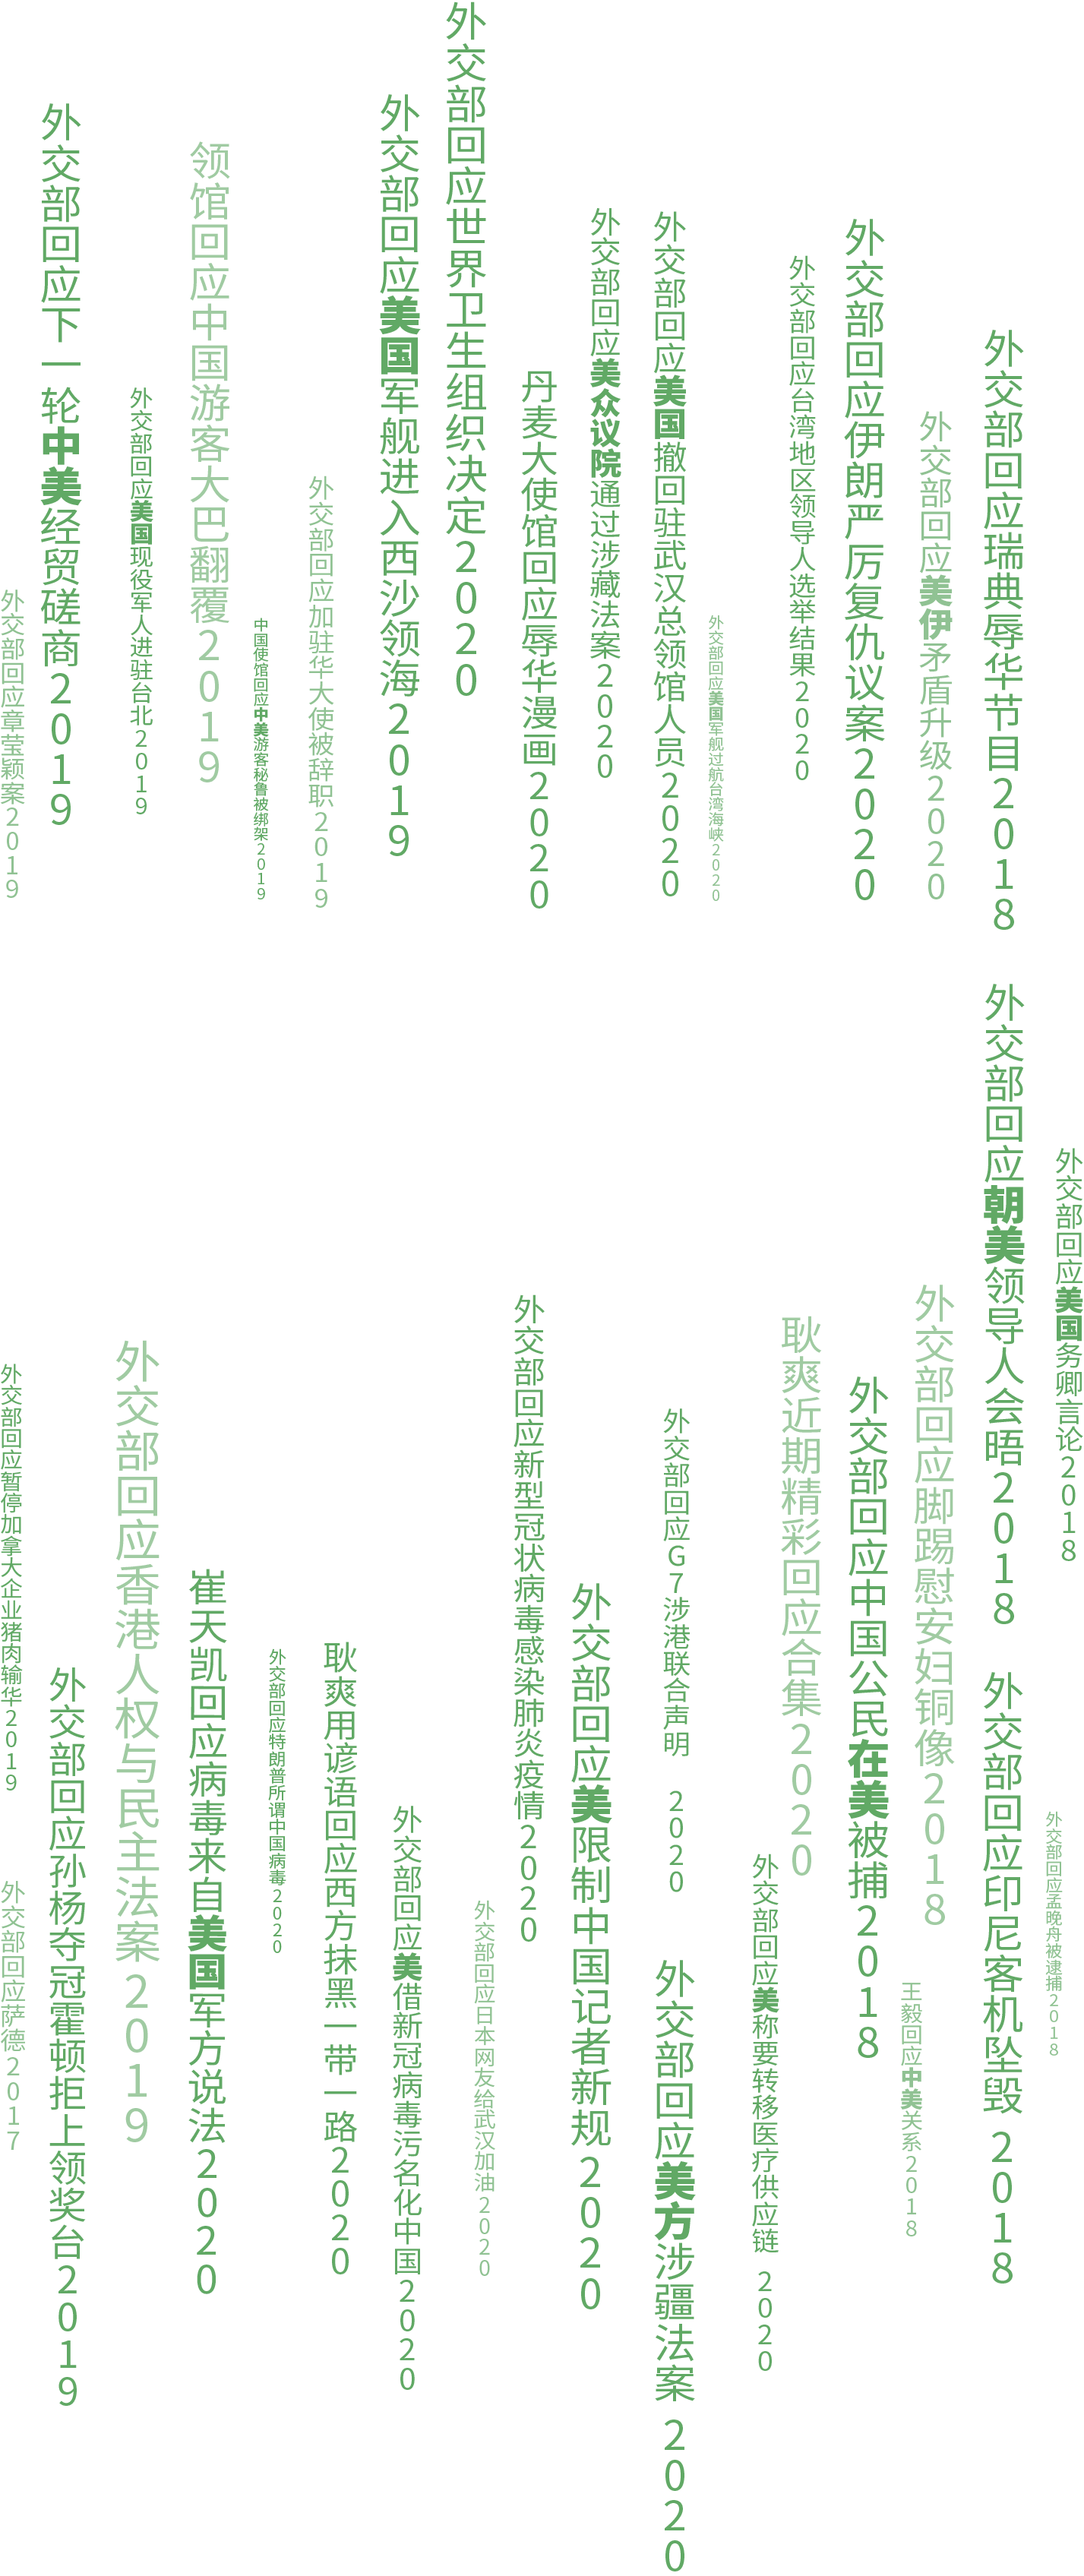 外交部回应瑞典辱华节目2018
外交部回应美伊矛盾升级2020
外交部回应伊朗严厉复仇议案2020
外交部回应台湾地区领导人选举结果2020
外交部回应美国军舰过航台湾海峡2020
外交部回应美国撤回驻武汉总领馆人员2020
外交部回应美众议院通过涉藏法案2020
丹麦大使馆回应辱华漫画2020
外交部回应世界卫生组织决定2020
外交部回应美国军舰进入西沙领海2019
外交部回应加驻华大使被辞职2019
中国使馆回应中美游客秘鲁被绑架2019
领馆回应中国游客大巴翻覆2019
外交部回应美国现役军人进驻台北2019
外交部回应下一轮中美经贸磋商2019
外交部回应章莹颖案2019
外交部回应美国务卿言论2018
外交部回应孟晚舟被逮捕2018
外交部回应朝美领导人会晤2018
外交部回应印尼客机坠毁2018
外交部回应脚踢慰安妇铜像2018
王毅回应中美关系2018
外交部回应中国公民在美被捕2018
耿爽近期精彩回应合集2020
外交部回应美称要转移医疗供应链 2020
外交部回应G7涉港联合声明 2020
外交部回应美方涉疆法案 2020
外交部回应美限制中国记者新规2020
外交部回应新型冠状病毒感染肺炎疫情2020
外交部回应日本网友给武汉加油2020
外交部回应美借新冠病毒污名化中国2020
耿爽用谚语回应西方抹黑一带一路2020
外交部回应特朗普所谓中国病毒2020
崔天凯回应病毒来自美国军方说法2020
外交部回应香港人权与民主法案2019
外交部回应孙杨夺冠霍顿拒上领奖台2019
外交部回应暂停加拿大企业猪肉输华2019
外交部回应萨德2017